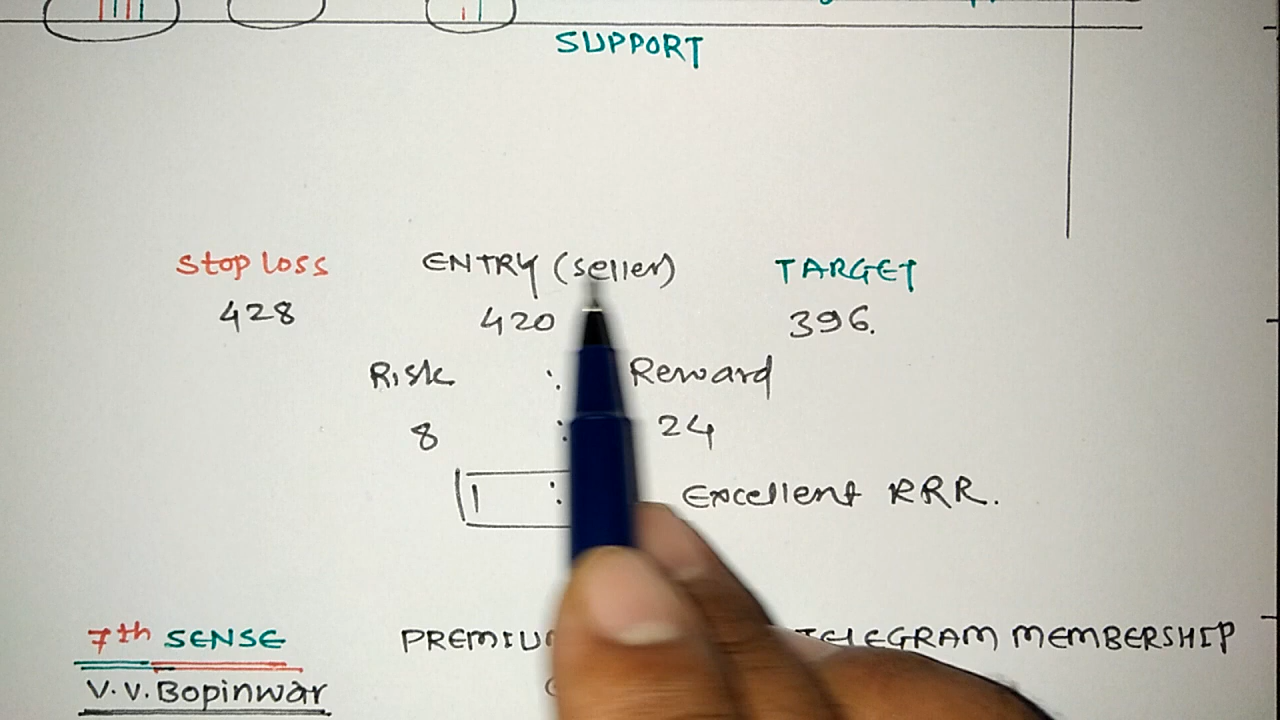 SUPPORT
Stop Loss ENTRY (seller) TARGET
428 420 396.
Risk : Reward
8 : 24
1 : Excellent RRR.
7th SENSE TELEGRAM MEMBERSHIP
V. V. Bopinwar